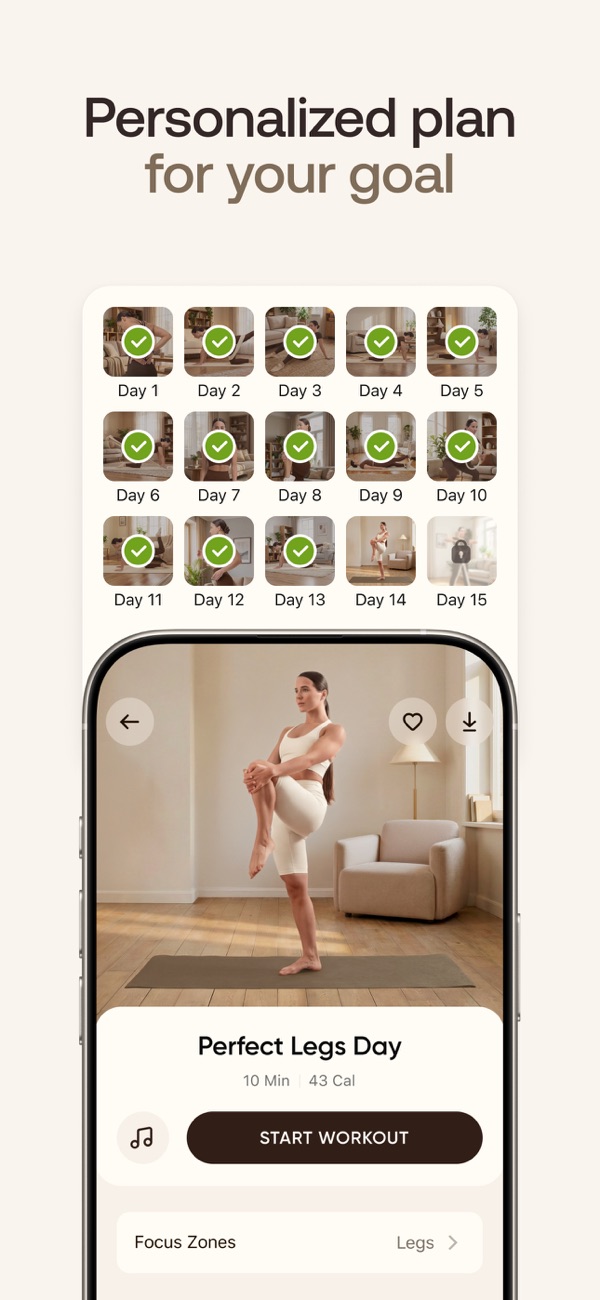 Personalized plan
for your goal
Day 1 Day 2 Day 3 Day 4 Day 5
Day 6 Day 7 Day 8 Day 9 Day 10
Day 11 Day 12 Day 13 Day 14 Day 15
Perfect Legs Day
10 Min 43 Cal
START WORKOUT
Focus Zones Legs